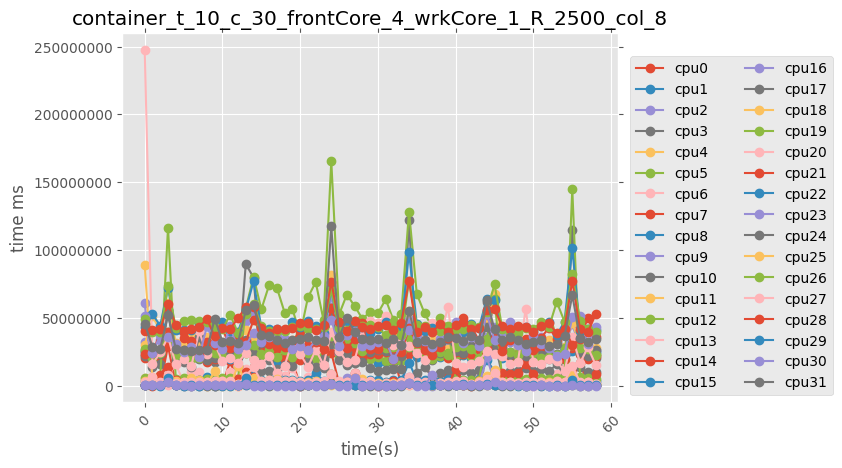 container_t_10_c_30_frontCore_4_wrkCore_1_R_2500_col_8
250000000
200000000
150000000
100000000
50000000
0
time ms
0 10 20 30 40 50 60
time(s)
cpu0 cpu16
cpu1 cpu17
cpu2 cpu18
cpu3 cpu19
cpu4 cpu20
cpu5 cpu21
cpu6 cpu22
cpu7 cpu23
cpu8 cpu24
cpu9 cpu25
cpu10 cpu26
cpu11 cpu27
cpu12 cpu28
cpu13 cpu29
cpu14 cpu30
cpu15 cpu31